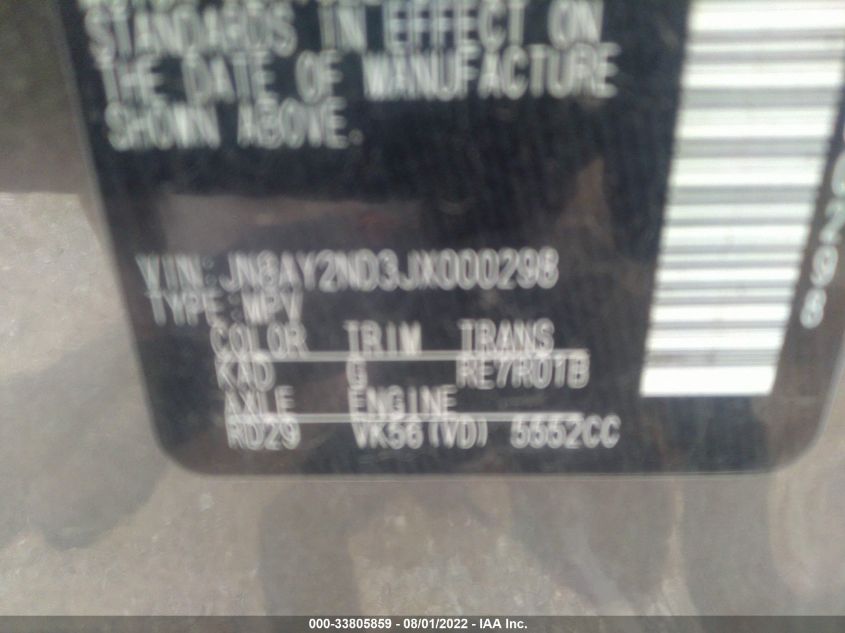 STANDARDS IN EFFECT ON
THE DATE OF MANUFACTURE
SHOWN ABOVE.
VIN:JN8AY2ND3JX000298
TYPE:MPV
COLOR TRIM TRANS
KAD G RE7R01B
AXLE ENGINE
RD29 VK56(VD) 5552CC
000-33805859 - 08/01/2022 - IAA Inc.